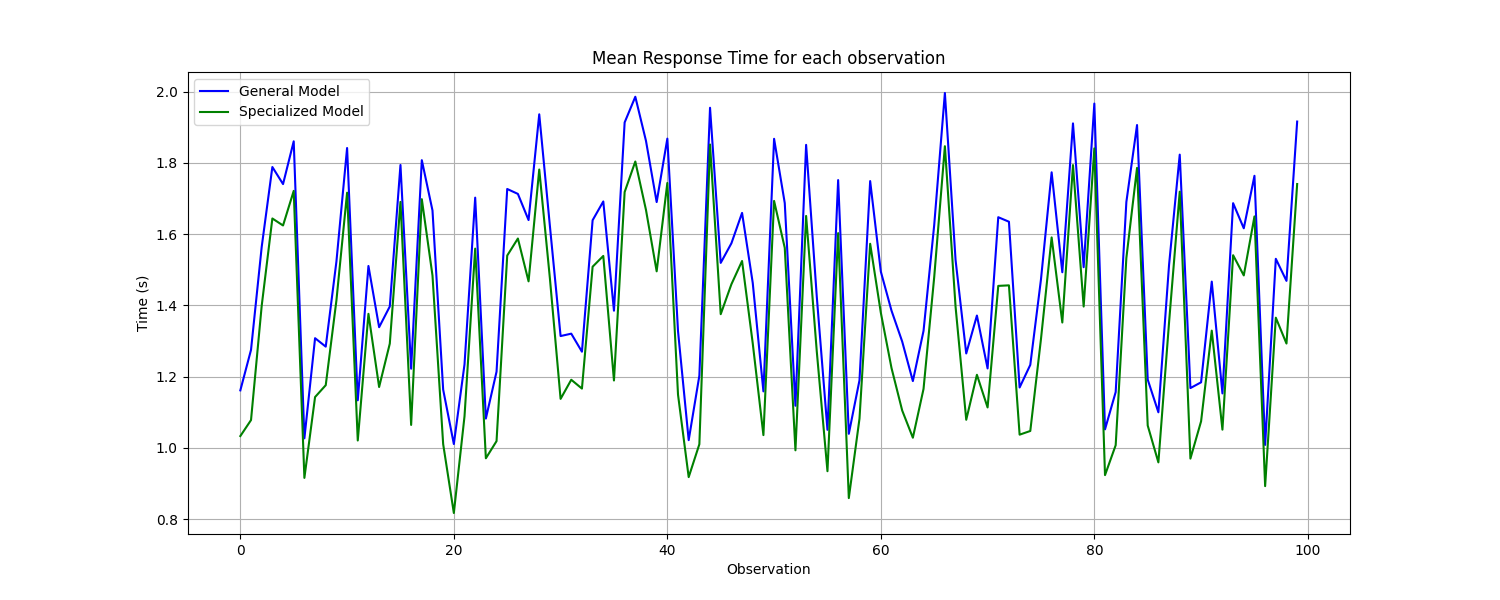 Mean Response Time for each observation
General Model
Specialized Model
2.0
1.8
1.6
1.4
1.2
1.0
0.8
Time (s)
0 20 40 60 80 100
Observation